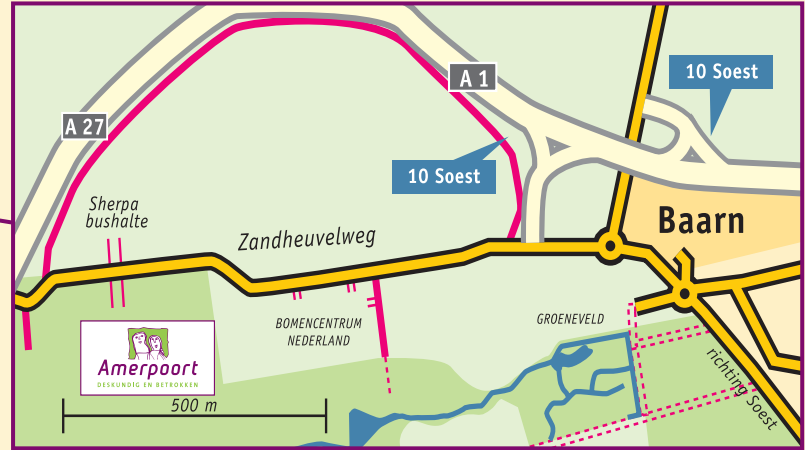 A 27
A 1
10 Soest
10 Soest
Sherpa
bushalte
Zandheuvelweg
Baarn
BOMENCENTRUM
NEDERLAND
GROENEVELD
richting Soest
Amerpoort
DESKUNDIG EN BETROKKEN
500 m